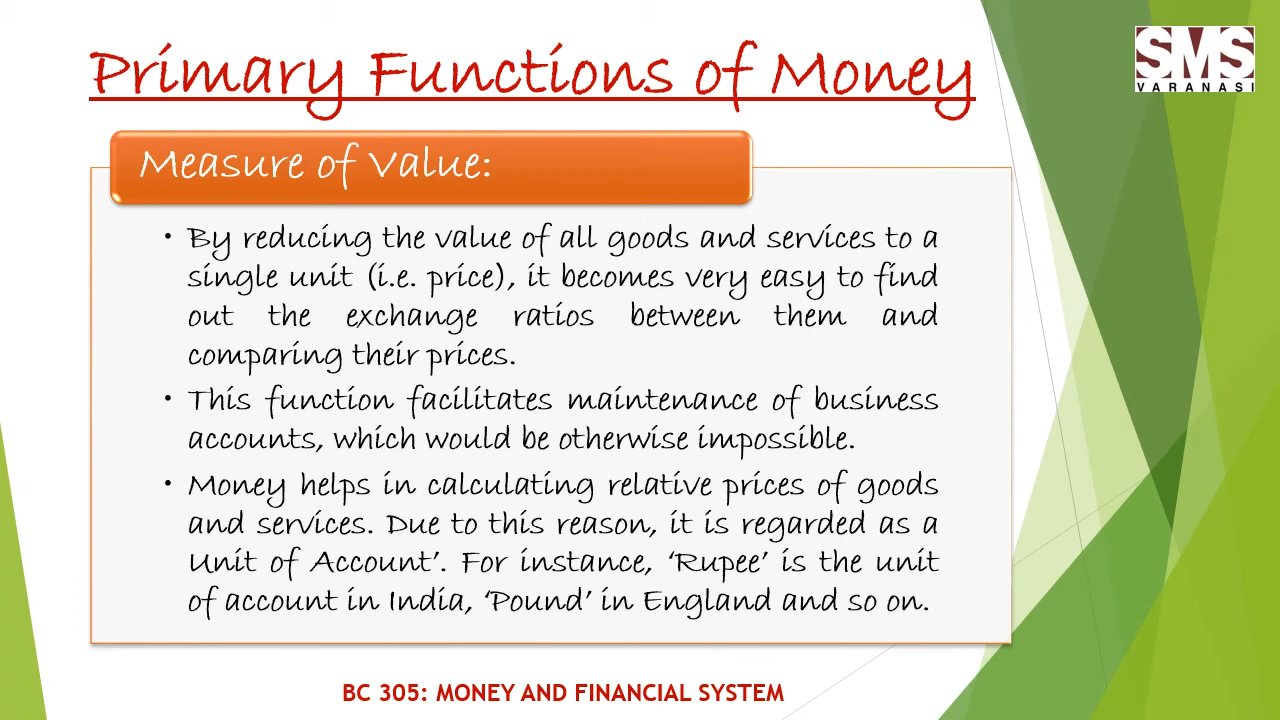 Primary Functions of Money
SMS
VARANASI
Measure of Value:
• By reducing the value of all goods and services to a
single unit (i.e. price), it becomes very easy to find
out the exchange ratios between them and
comparing their prices.
• This function facilitates maintenance of business
accounts, which would be otherwise impossible.
• Money helps in calculating relative prices of goods
and services. Due to this reason, it is regarded as a
Unit of Account’. For instance, ‘Rupee’ is the unit
of account in India, ‘Pound’ in England and so on.
BC 305: MONEY AND FINANCIAL SYSTEM